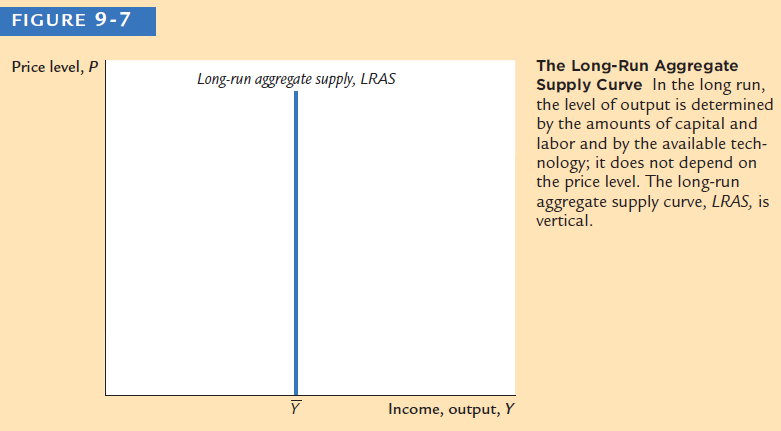 FIGURE 9-7
Price level, P
Long-run aggregate supply, LRAS
Y̅
Income, output, Y
The Long-Run Aggregate
Supply Curve In the long run,
the level of output is determined
by the amounts of capital and
labor and by the available tech-
nology; it does not depend on
the price level. The long-run
aggregate supply curve, LRAS, is
vertical.